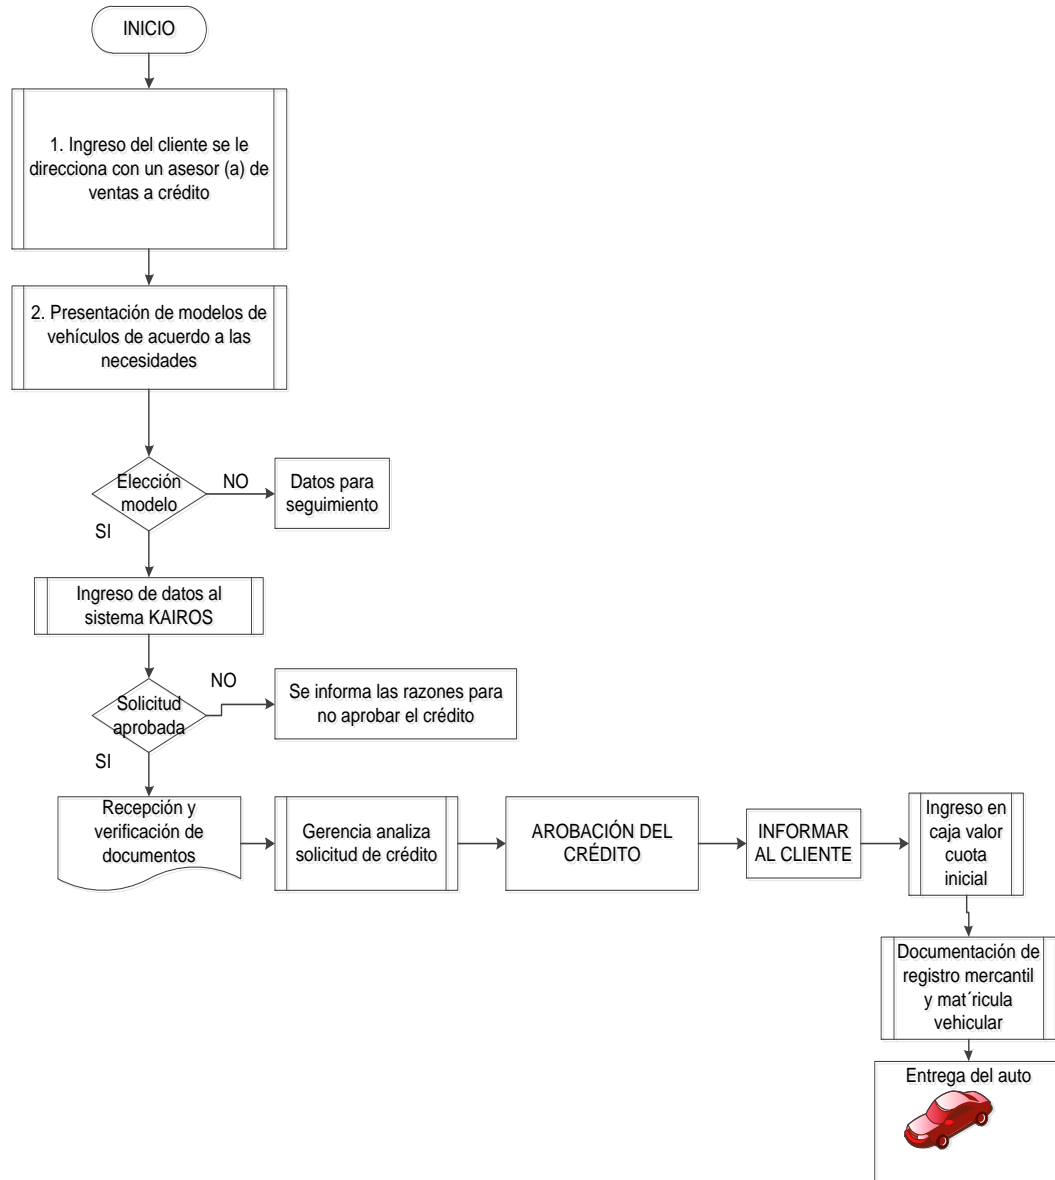 INICIO
1. Ingreso del cliente se le
direcciona con un asesor (a) de
ventas a crédito
2. Presentación de modelos de
vehículos de acuerdo a las
necesidades
Elección
modelo
NO
Datos para
seguimiento
SI
Ingreso de datos al
sistema KAIROS
Solicitud
aprobada
NO
Se informa las razones para
no aprobar el crédito
SI
Recepción y
verificación de
documentos
Gerencia analiza
solicitud de crédito
AROBACIÓN DEL
CRÉDITO
INFORMAR
AL CLIENTE
Ingreso en
caja valor
cuota
inicial
Documentación de
registro mercantil
y mat´ricula
vehicular
Entrega del auto